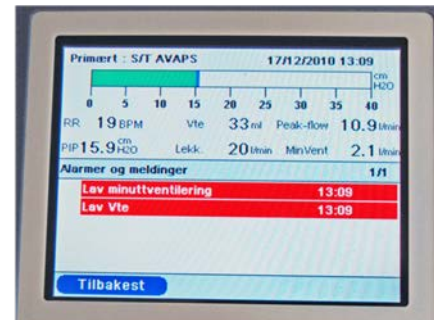 Primært : S/T AVAPS 17/12/2010 13:09
cm
H2O
0 5 10 15 20 25 30 35 40
RR 19 BPM Vte 33 ml Peak-flow 10.9 l/min
PIP 15.9 cm H2O Lekk. 20 l/min MinVent 2.1 l/min
Alarmer og meldinger 1/1
Lav minuttventilering 13:09
Lav Vte 13:09
Tilbakest